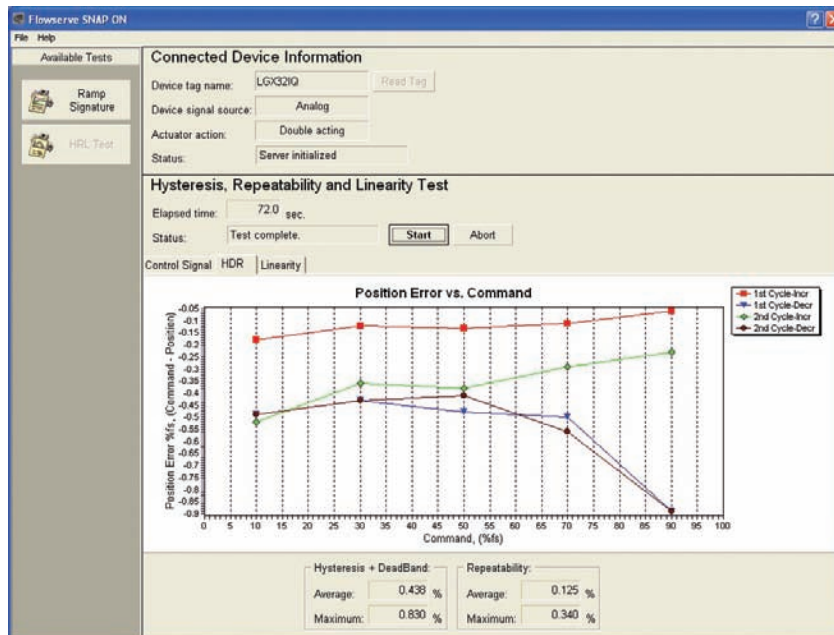 Flowserve SNAP ON
File Help
Available Tests
Ramp
Signature
HRL Test
Connected Device Information
Device tag name: LGX32IQ Read Tag
Device signal source: Analog
Actuator action: Double acting
Status: Server initialized
Hysteresis, Repeatability and Linearity Test
Elapsed time: 72.0 sec.
Status: Test complete. Start Abort
Control Signal HDR Linearity
Position Error vs. Command
1st Cycle-Incr
1st Cycle-Decr
2nd Cycle-Incr
2nd Cycle-Decr
Position Error %fs, (Command - Position)
-0.05
-0.1
-0.15
-0.2
-0.25
-0.3
-0.35
-0.4
-0.45
-0.5
-0.55
-0.6
-0.65
-0.7
-0.75
-0.8
-0.85
-0.9
0 5 10 15 20 25 30 35 40 45 50 55 60 65 70 75 80 85 90 95 100
Command, (%fs)
Hysteresis + DeadBand:
Average: 0.438 %
Maximum: 0.830 %
Repeatability:
Average: 0.125 %
Maximum: 0.340 %